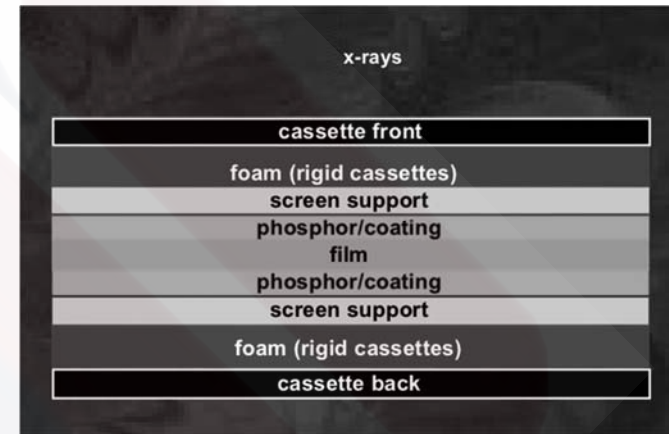 x-rays
cassette front
foam (rigid cassettes)
screen support
phosphor/coating
film
phosphor/coating
screen support
foam (rigid cassettes)
cassette back